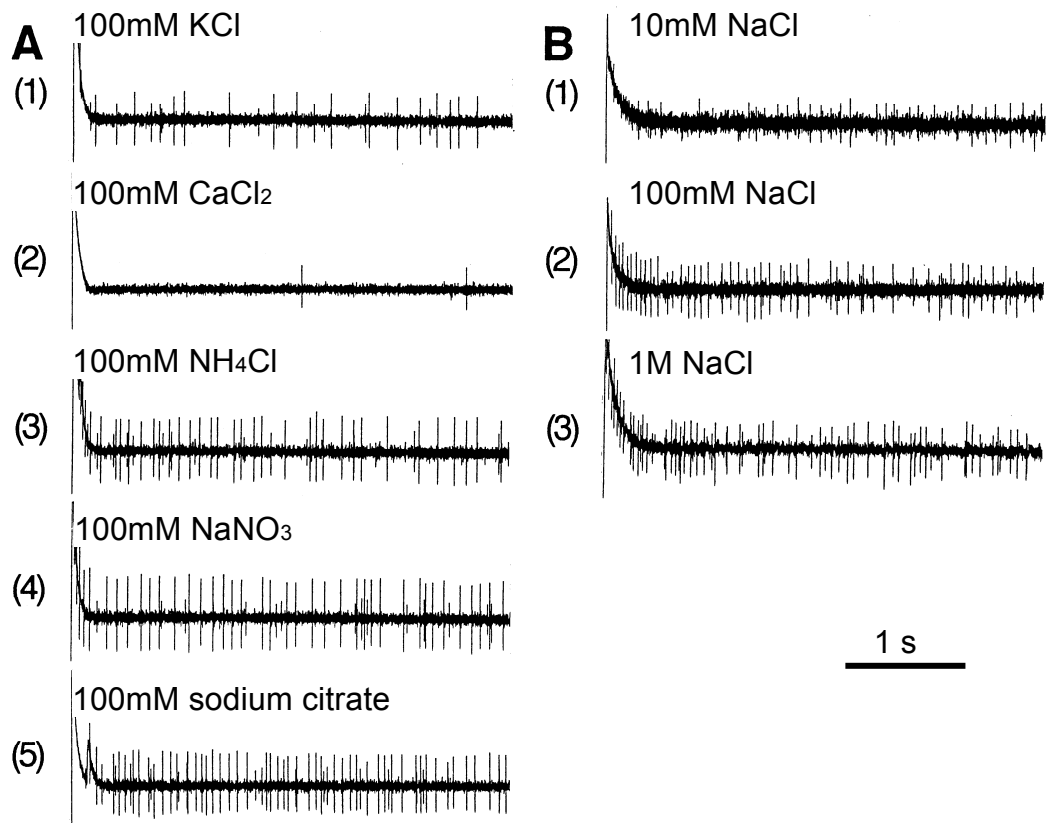 A
100mM KCl
(1)
100mM CaCl₂
(2)
100mM NH₄Cl
(3)
100mM NaNO₃
(4)
100mM sodium citrate
(5)
B
10mM NaCl
(1)
100mM NaCl
(2)
1M NaCl
(3)
1 s